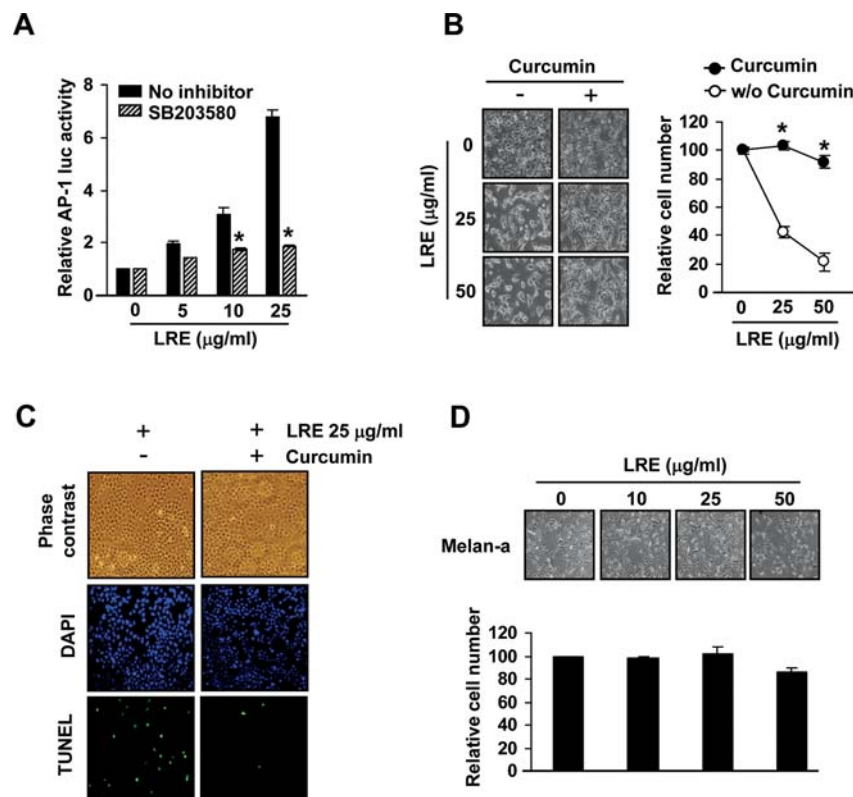 A
No inhibitor
SB203580
Relative AP-1 luc activity
8
6
4
2
0
*
*
0 5 10 25
LRE (μg/ml)
B
Curcumin
- +
LRE (μg/ml)
0
25
50
Curcumin
w/o Curcumin
Relative cell number
120
100
80
60
40
20
0
*
*
0 25 50
LRE (μg/ml)
C
+ + LRE 25 μg/ml
- + Curcumin
Phase contrast
DAPI
TUNEL
D
LRE (μg/ml)
0 10 25 50
Melan-a
Relative cell number
120
100
80
60
40
20
0